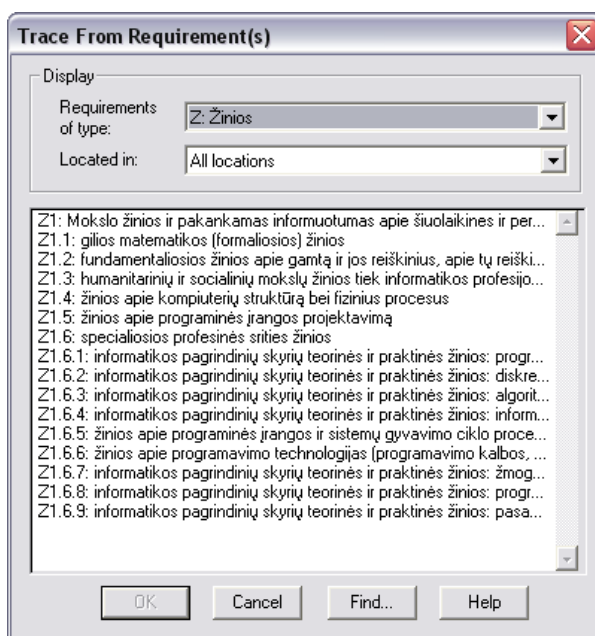 Trace From Requirement(s)
Display
Requirements
of type:
Z: Žinios
Located in:
All locations
Z1: Mokslo žinios ir pakankamas informuotumas apie šiuolaikines ir per...
Z1.1: gilios matematikos (formaliosios) žinios
Z1.2: fundamentaliosios žinios apie gamtą ir jos reiškinius, apie tų reiški...
Z1.3: humanitarinių ir socialinių mokslų žinios tiek informatikos profesijo...
Z1.4: žinios apie kompiuterių struktūrą bei fizinius procesus
Z1.5: žinios apie programinės įrangos projektavimą
Z1.6: specialiosios profesinės srities žinios
Z1.6.1: informatikos pagrindinių skyrių teorinės ir praktinės žinios: progr...
Z1.6.2: informatikos pagrindinių skyrių teorinės ir praktinės žinios: diskre...
Z1.6.3: informatikos pagrindinių skyrių teorinės ir praktinės žinios: algorit...
Z1.6.4: informatikos pagrindinių skyrių teorinės ir praktinės žinios: inform...
Z1.6.5: žinios apie programinės įrangos ir sistemų gyvavimo ciklo proce...
Z1.6.6: žinios apie programavimo technologijas (programavimo kalbos, ...
Z1.6.7: informatikos pagrindinių skyrių teorinės ir praktinės žinios: žmog...
Z1.6.8: informatikos pagrindinių skyrių teorinės ir praktinės žinios: progr...
Z1.6.9: informatikos pagrindinių skyrių teorinės ir praktinės žinios: pasa...
OK
Cancel
Find...
Help